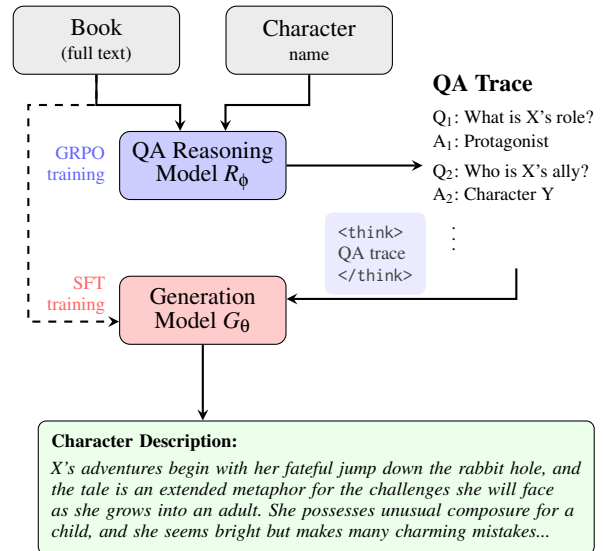 Book
(full text)
Character
name
QA Trace
Q₁: What is X's role?
A₁: Protagonist
Q₂: Who is X's ally?
A₂: Character Y
⋮
GRPO
training
QA Reasoning
Model R_ϕ
<think>
QA trace
</think>
SFT
training
Generation
Model G_θ
Character Description:
X's adventures begin with her fateful jump down the rabbit hole, and
the tale is an extended metaphor for the challenges she will face
as she grows into an adult. She possesses unusual composure for a
child, and she seems bright but makes many charming mistakes...